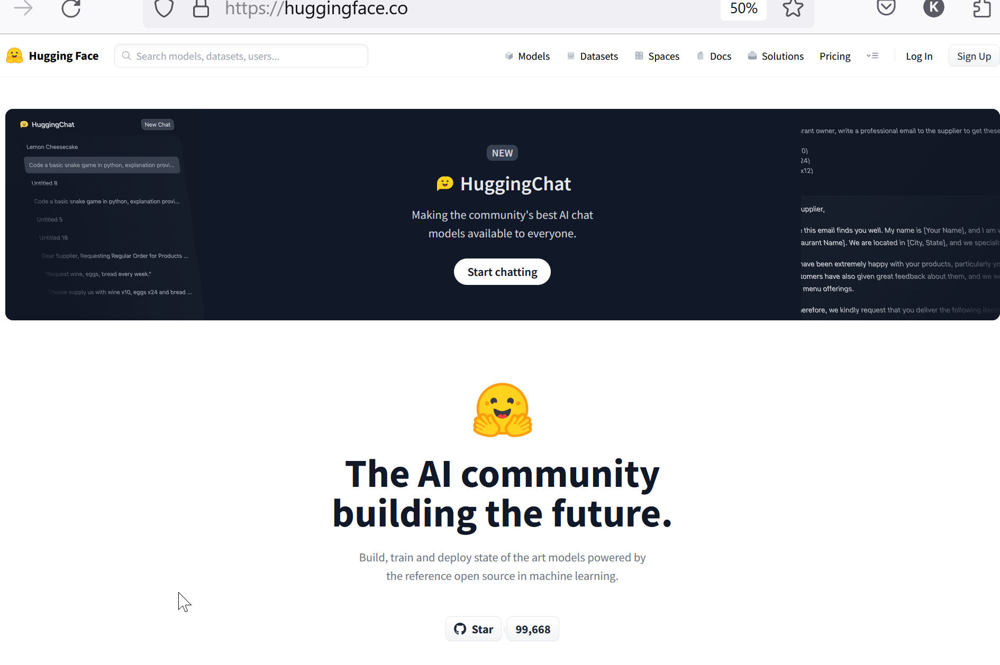 https://huggingface.co
50%
K
Hugging Face
Search models, datasets, users...
Models
Datasets
Spaces
Docs
Solutions
Pricing
Log In
Sign Up
HuggingChat
New Chat
Lemon Cheesecake
Code a basic snake game in python, explanation provi...
Untitled 8
Code a basic snake game in python, explanation provi...
Untitled 5
Untitled 18
Dear Supplier, Requesting Regular Order for Products ...
"Request wine, eggs, bread every week."
"Please supply us with wine x10, eggs x24 and bread ...
NEW
HuggingChat
Making the community's best AI chat
models available to everyone.
Start chatting
owner, write a professional email to the supplier to get these
0)
24)
x12)
this email finds you well. My name is [Your Name], and I am
Name]. We are located in [City, State], and we
have been extremely happy with your products, particularly
have also given great feedback about them, and we
menu offerings.
we kindly request that you deliver the following
The AI community
building the future.
Build, train and deploy state of the art models powered by
the reference open source in machine learning.
Star
99,668